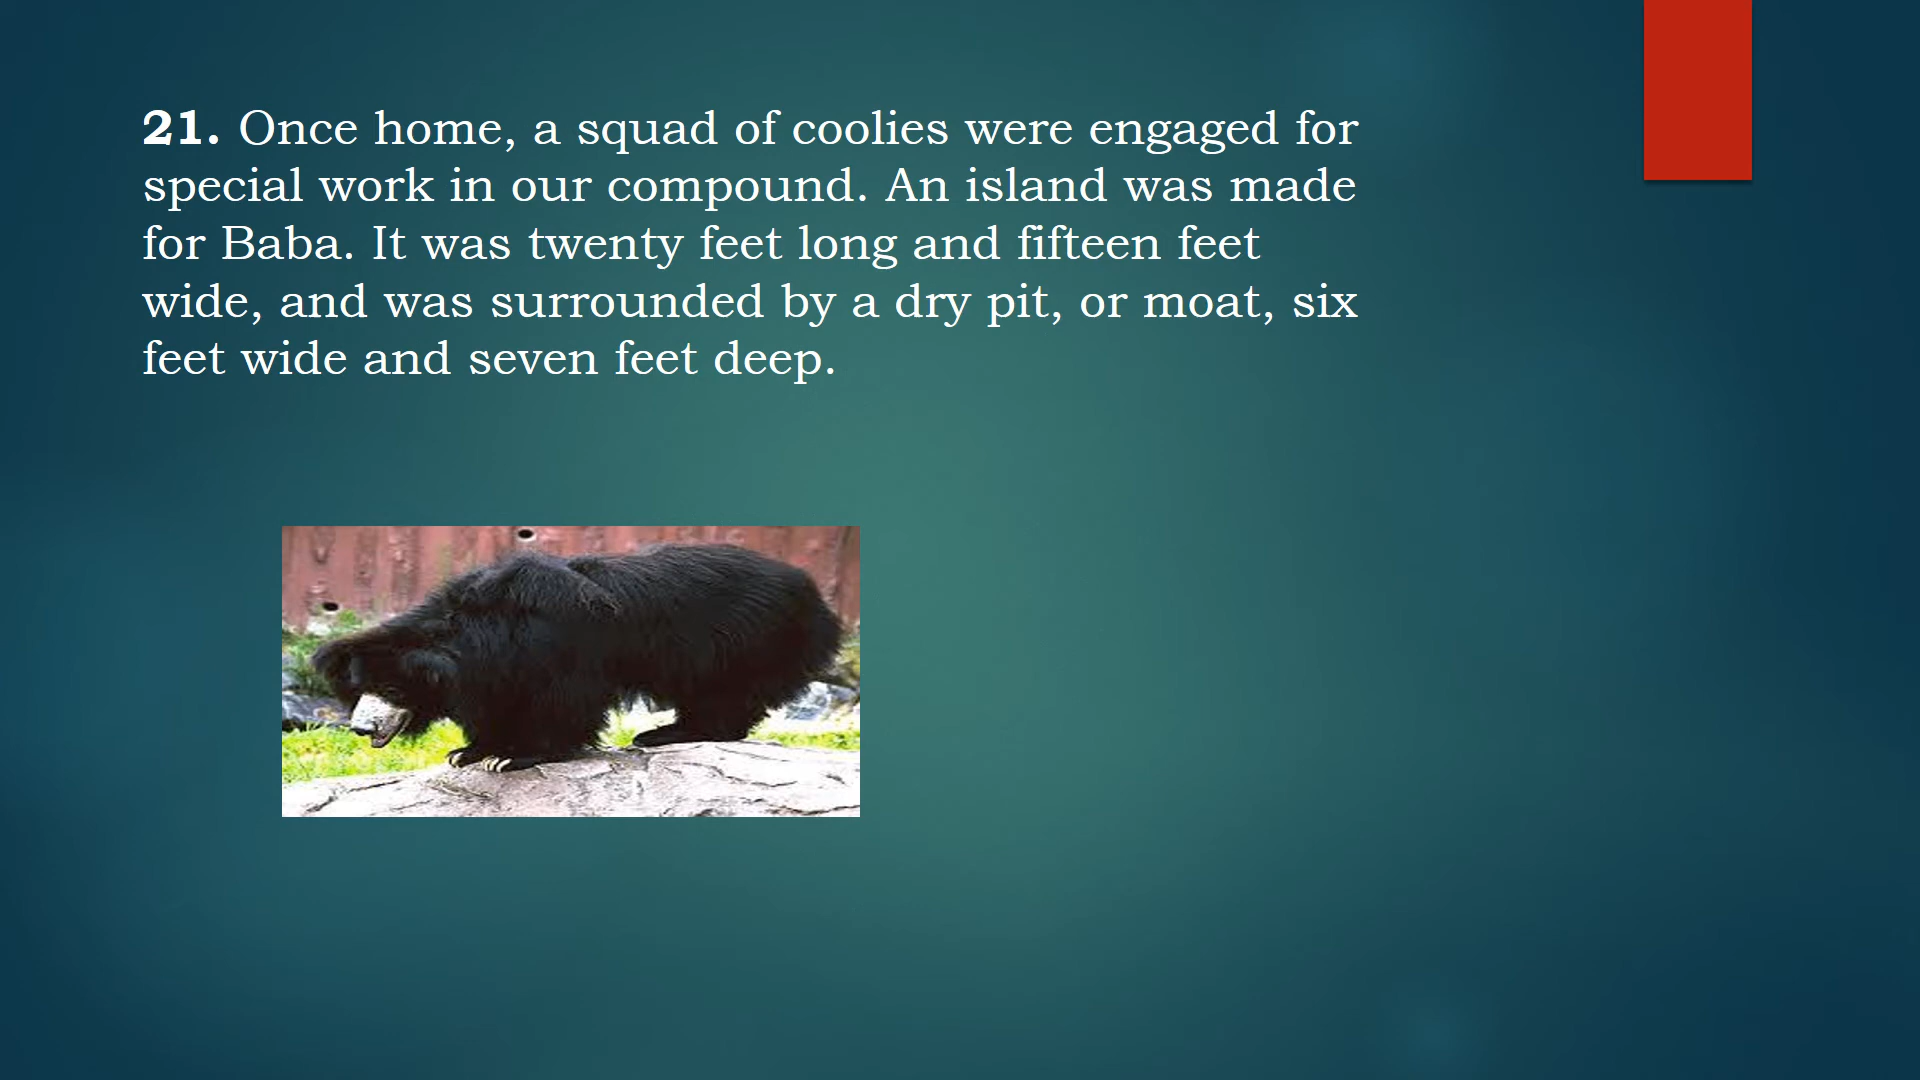 21. Once home, a squad of coolies were engaged for
special work in our compound. An island was made
for Baba. It was twenty feet long and fifteen feet
wide, and was surrounded by a dry pit, or moat, six
feet wide and seven feet deep.